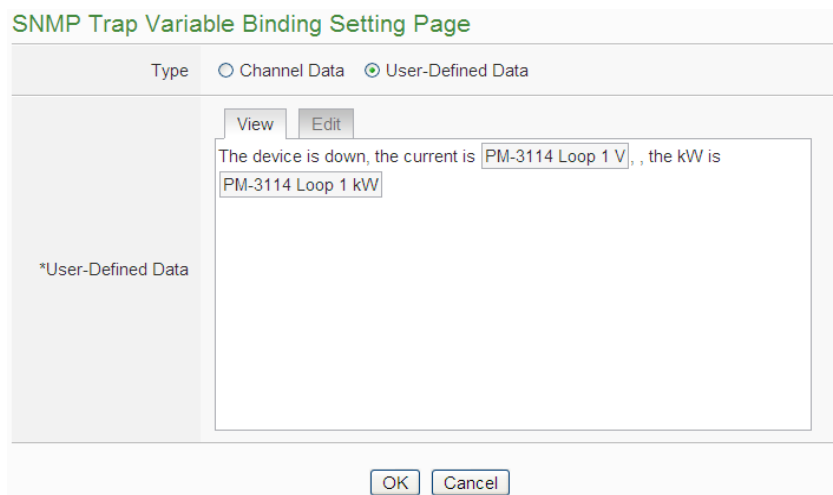 SNMP Trap Variable Binding Setting Page
Type Channel Data User-Defined Data
View Edit
The device is down, the current is PM-3114 Loop 1 V , , the kW is
PM-3114 Loop 1 kW
*User-Defined Data
OK Cancel